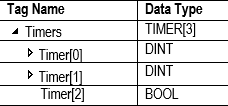 Tag Name Data Type
Timers TIMER[3]
Timer[0] DINT
Timer[1] DINT
Timer[2] BOOL